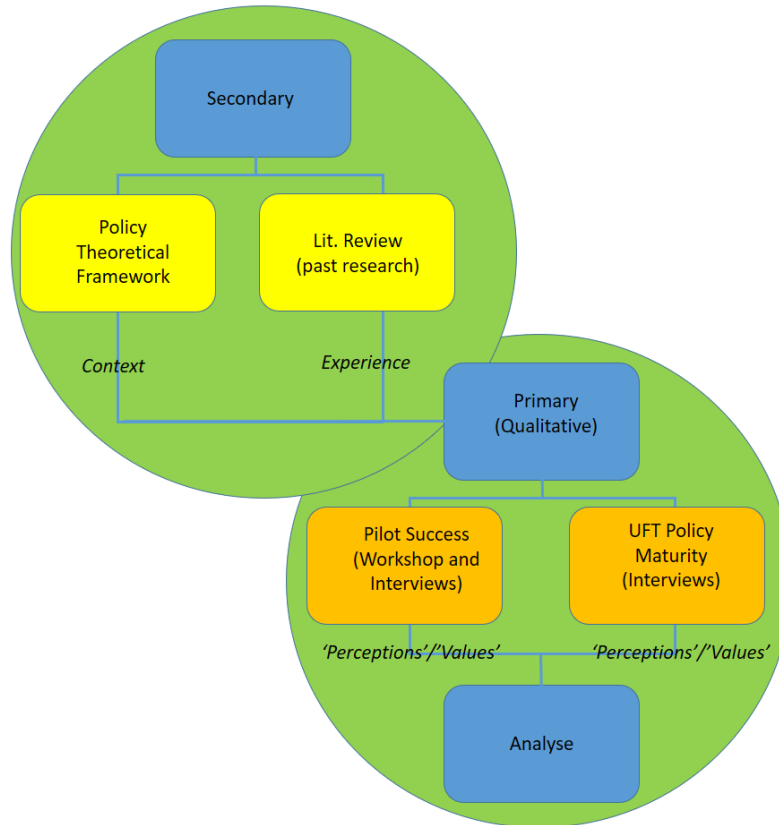 Secondary
Policy
Theoretical
Framework
Lit. Review
(past research)
Context
Experience
Primary
(Qualitative)
Pilot Success
(Workshop and
Interviews)
UFT Policy
Maturity
(Interviews)
‘Perceptions’/’Values’
‘Perceptions’/’Values’
Analyse